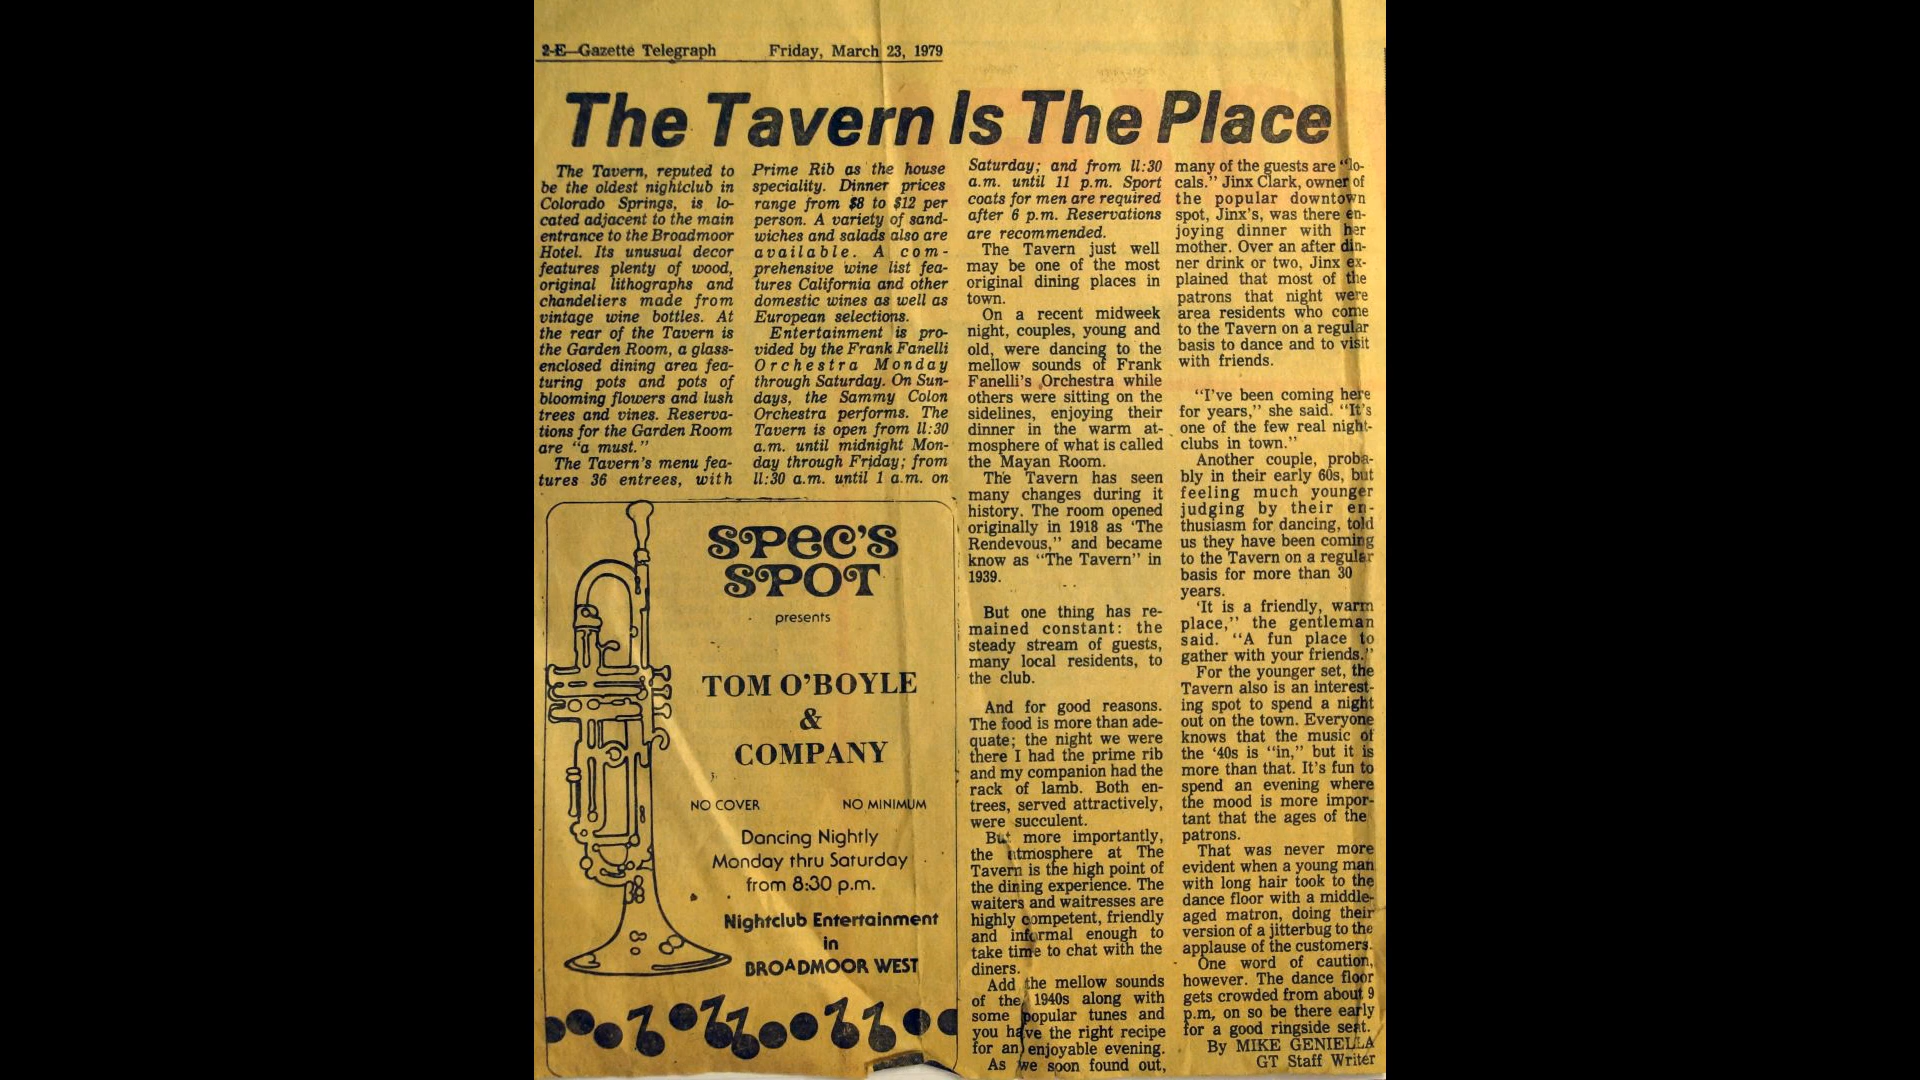 2-E—Gazette Telegraph Friday, March 23, 1979
The Tavern Is The Place
The Tavern, reputed to
be the oldest nightclub in
Colorado Springs, is lo-
cated adjacent to the main
entrance to the Broadmoor
Hotel. Its unusual decor
features plenty of wood,
original lithographs and
chandeliers made from
vintage wine bottles. At
the rear of the Tavern is
the Garden Room, a glass-
enclosed dining area fea-
turing pots and pots of
blooming flowers and lush
trees and vines. Reserva-
tions for the Garden Room
are "a must."
The Tavern's menu fea-
tures 36 entrees, with
Prime Rib as the house
speciality. Dinner prices
range from $8 to $12 per
person. A variety of sand-
wiches and salads also are
available. A com-
prehensive wine list fea-
tures California and other
domestic wines as well as
European selections.
Entertainment is pro-
vided by the Frank Fanelli
Orchestra Monday
through Saturday. On Sun-
days, the Sammy Colon
Orchestra performs. The
Tavern is open from 11:30
a.m. until midnight Mon-
day through Friday; from
11:30 a.m. until 1 a.m. on
Saturday; and from 11:30
a.m. until 11 p.m. Sport
coats for men are required
after 6 p.m. Reservations
are recommended.
The Tavern just well
may be one of the most
original dining places in
town.
On a recent midweek
night, couples, young and
old, were dancing to the
mellow sounds of Frank
Fanelli's Orchestra while
others were sitting on the
sidelines, enjoying their
dinner in the warm at-
mosphere of what is called
the Mayan Room.
The Tavern has seen
many changes during it
history. The room opened
originally in 1918 as 'The
Rendevous," and became
know as "The Tavern" in
1939.
But one thing has re-
mained constant: the
steady stream of guests,
many local residents, to
the club.
And for good reasons.
The food is more than ade-
quate; the night we were
there I had the prime rib
and my companion had the
rack of lamb. Both en-
trees, served attractively,
were succulent.
But more importantly,
the atmosphere at The
Tavern is the high point of
the dining experience. The
waiters and waitresses are
highly competent, friendly
and informal enough to
take time to chat with the
diners.
Add the mellow sounds
of the 1940s along with
some popular tunes and
you have the right recipe
for an enjoyable evening.
As we soon found out,
many of the guests are "lo-
cals." Jinx Clark, owner of
the popular downtown
spot, Jinx's, was there en-
joying dinner with her
mother. Over an after din-
ner drink or two, Jinx ex-
plained that most of the
patrons that night were
area residents who come
to the Tavern on a regular
basis to dance and to visit
with friends.
"I've been coming here
for years," she said. "It's
one of the few real night-
clubs in town."
Another couple, proba-
bly in their early 60s, but
feeling much younger
judging by their en-
thusiasm for dancing, told
us they have been coming
to the Tavern on a regular
basis for more than 30
years.
'It is a friendly, warm
place," the gentleman
said. "A fun place to
gather with your friends."
For the younger set, the
Tavern also is an interest-
ing spot to spend a night
out on the town. Everyone
knows that the music of
the '40s is "in," but it is
more than that. It's fun to
spend an evening where
the mood is more impor-
tant that the ages of the
patrons.
That was never more
evident when a young man
with long hair took to the
dance floor with a middle-
aged matron, doing their
version of a jitterbug to the
applause of the customers.
One word of caution,
however. The dance floor
gets crowded from about 9
p.m, on so be there early
for a good ringside seat.
By MIKE GENIELLA
GT Staff Writer
SPEC'S
SPOT
presents
TOM O'BOYLE
&
COMPANY
NO COVER NO MINIMUM
Dancing Nightly
Monday thru Saturday
from 8:30 p.m.
Nightclub Entertainment
in
BROADMOOR WEST